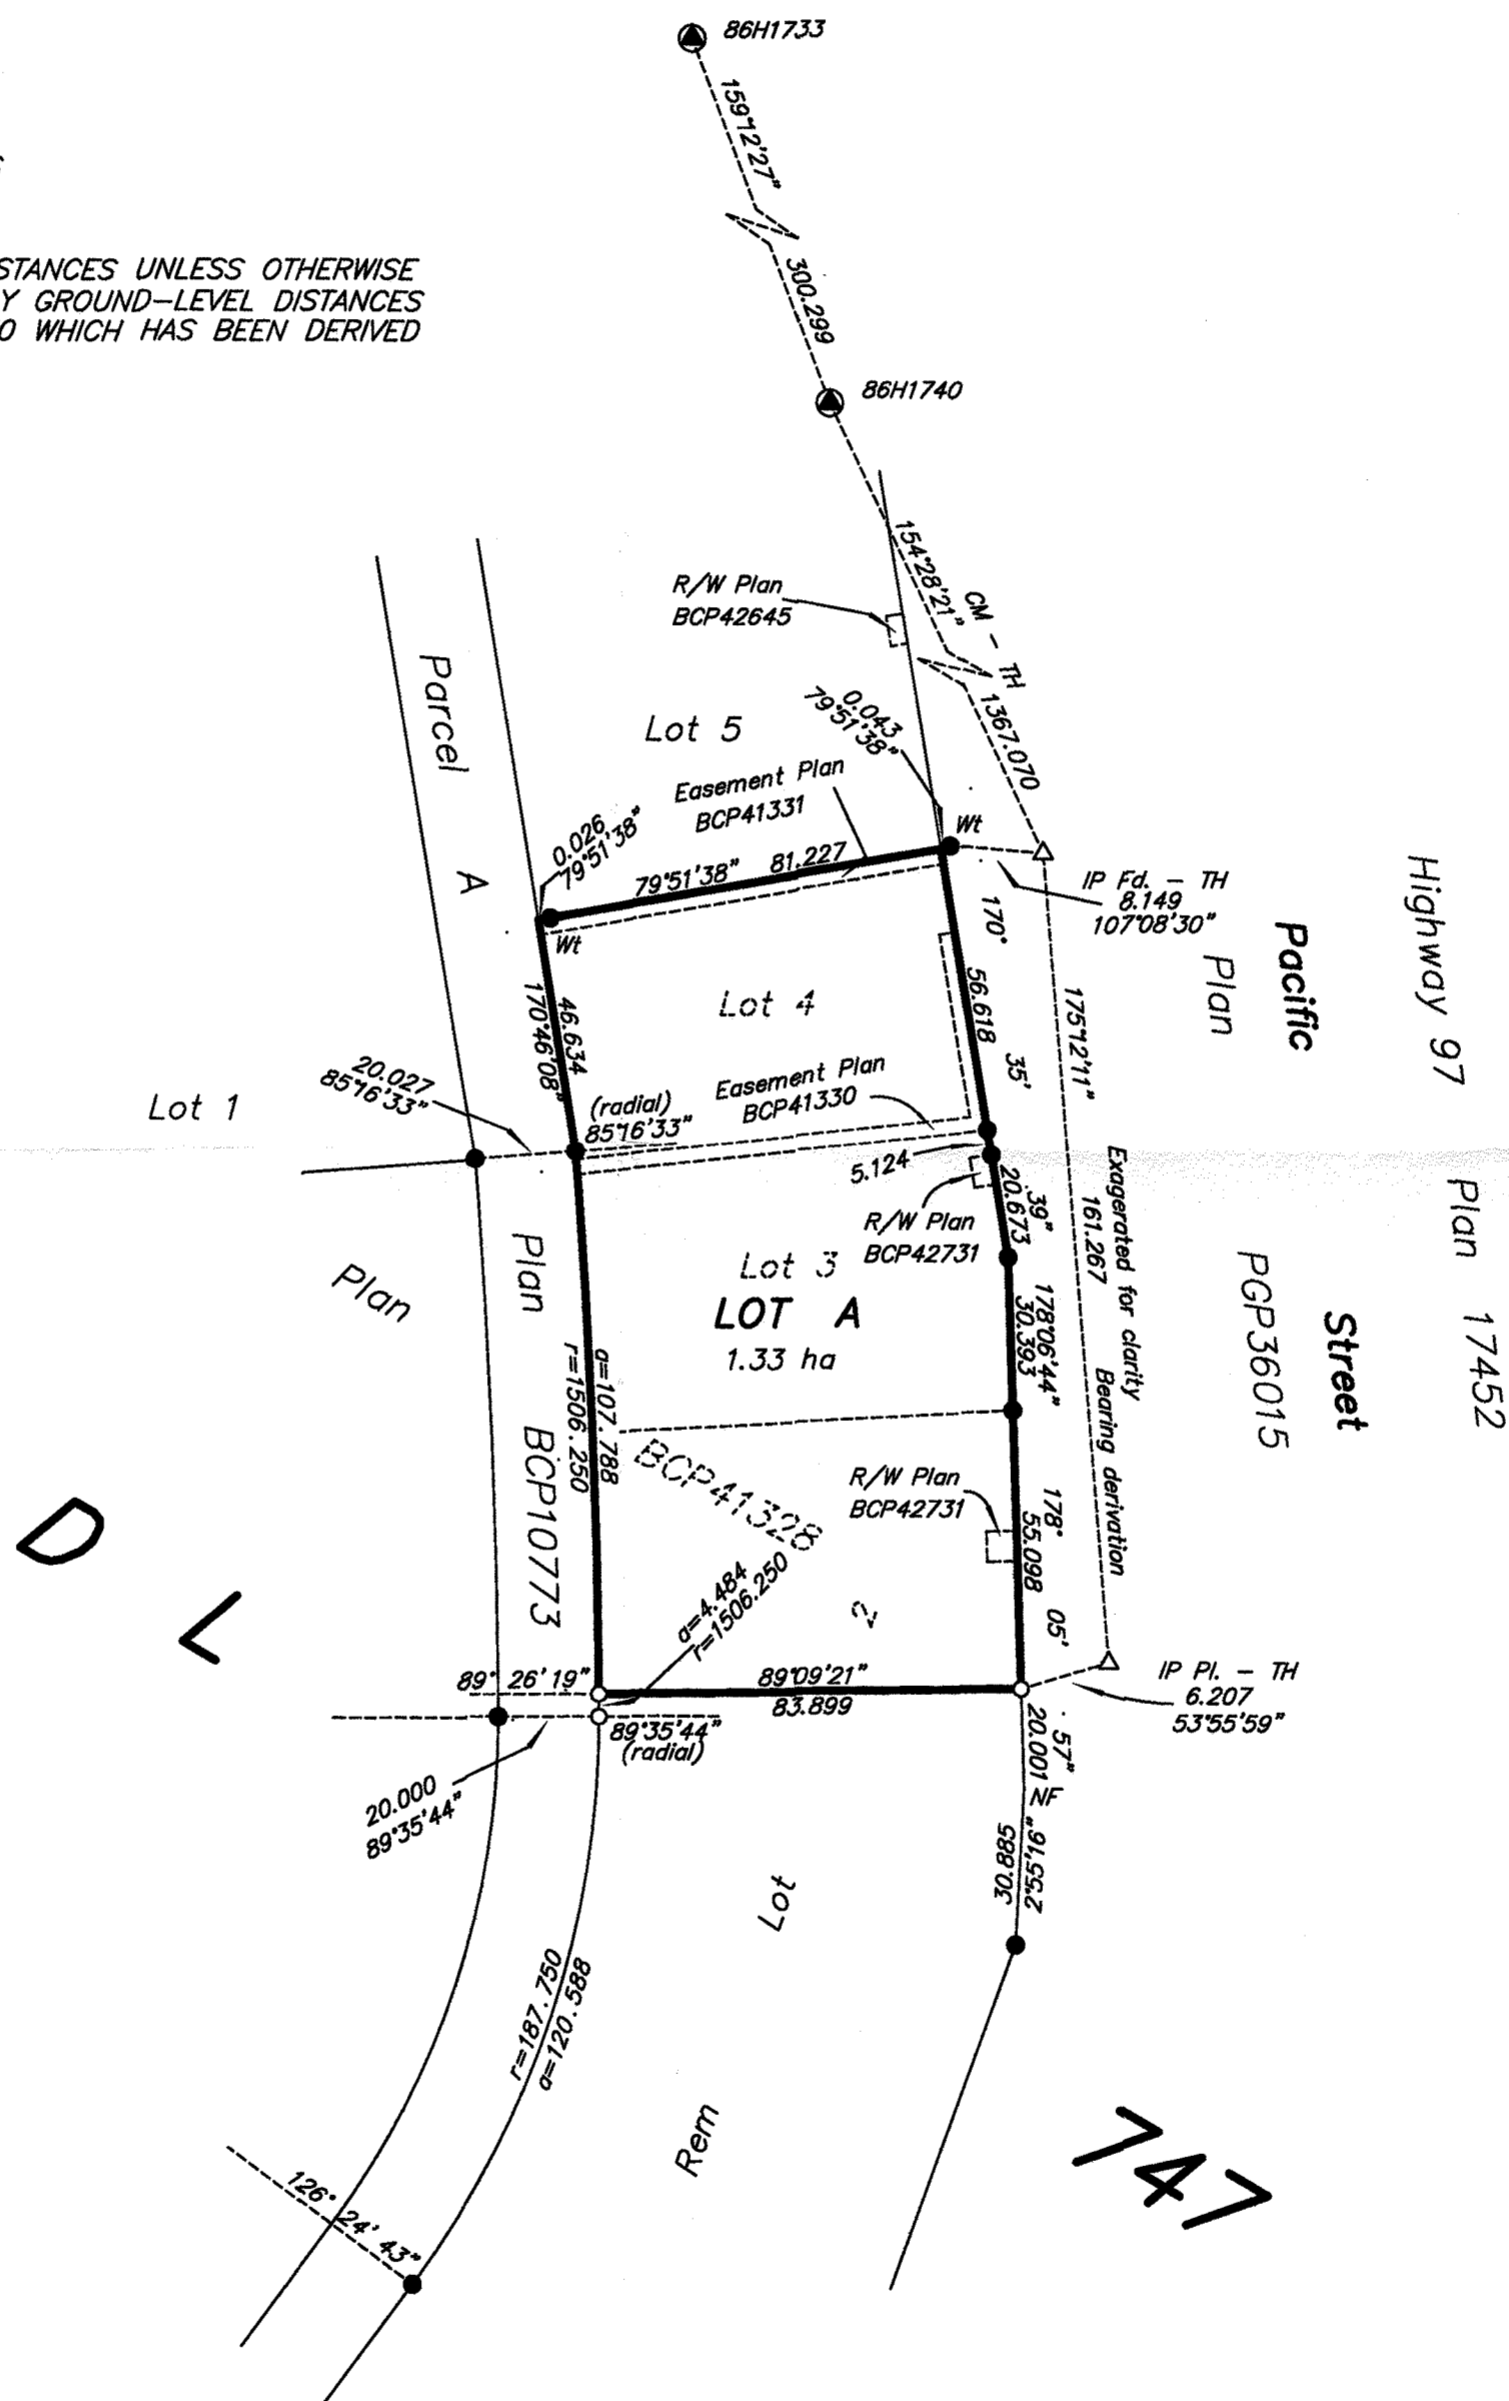 86H1733
159°12'27"
STANCES UNLESS OTHERWISE
Y GROUND-LEVEL DISTANCES
O WHICH HAS BEEN DERIVED
300.299
86H1740
154°28'21"
CM - TH
1367.070
R/W Plan
BCP42645
Parcel A
Lot 5
0.043
79°51'38"
Easement Plan
BCP41331
0.026
79°51'38"
79°51'38" 81.227
Wt
Wt
IP Fd. - TH
8.149
107°08'30"
Highway 97
Pacific
Plan
170° 35' 39"
56.618
175°12'11"
161.267
46.634
170°46'08"
Lot 4
20.027
85°16'33"
Lot 1
(radial)
85°16'33"
Easement Plan
BCP41330
5.124
20.673
R/W Plan
BCP42731
Exagerated for clarity
Bearing derivation
Plan 17452
PGP36015
Street
Plan
Plan BCP10773
Lot 3
LOT A
1.33 ha
178°06'44"
30.393
a=107.788
r=1506.250
BCP41328
R/W Plan
BCP42731
178° 05' 57"
55.098
a=4.484
r=1506.250
2
D L
89° 26' 19"
89°09'21"
83.899
IP Pl. - TH
6.207
53°55'59"
89°35'44"
(radial)
20.001 NF
20.000
89°35'44"
30.885
2°55'16"
Lot
r=187.750
a=120.588
Rem
747
126° 24' 43"